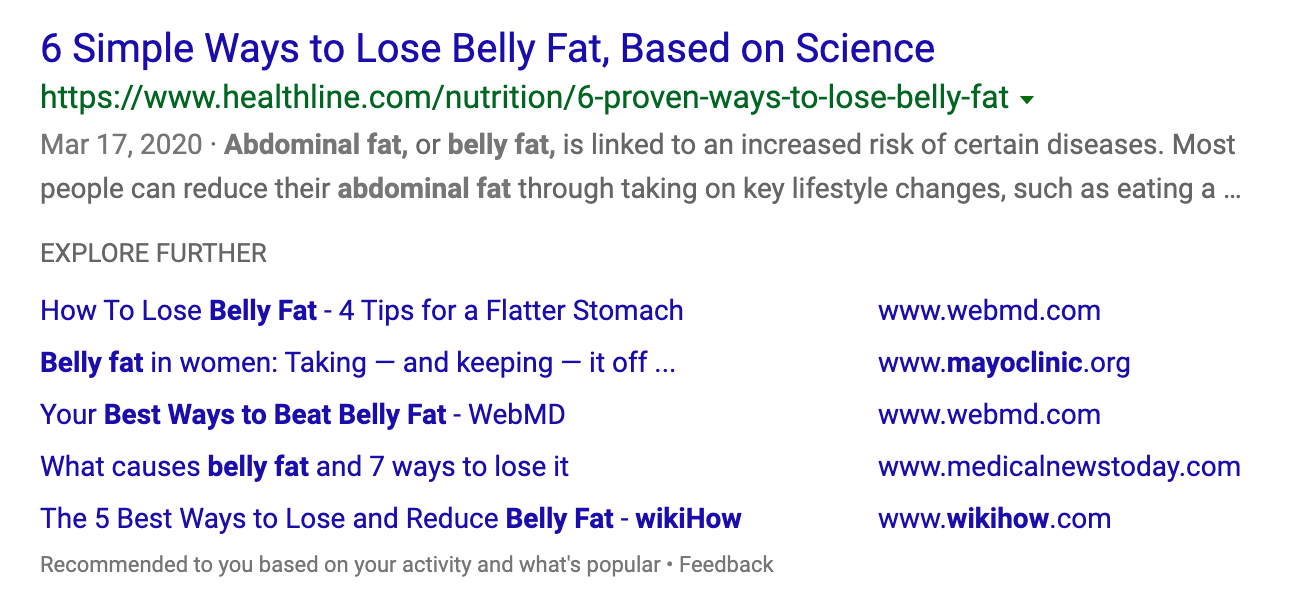 6 Simple Ways to Lose Belly Fat, Based on Science
https://www.healthline.com/nutrition/6-proven-ways-to-lose-belly-fat
Mar 17, 2020 · Abdominal fat, or belly fat, is linked to an increased risk of certain diseases. Most
people can reduce their abdominal fat through taking on key lifestyle changes, such as eating a ...
EXPLORE FURTHER
How To Lose Belly Fat - 4 Tips for a Flatter Stomach www.webmd.com
Belly fat in women: Taking — and keeping — it off ... www.mayoclinic.org
Your Best Ways to Beat Belly Fat - WebMD www.webmd.com
What causes belly fat and 7 ways to lose it www.medicalnewstoday.com
The 5 Best Ways to Lose and Reduce Belly Fat - wikiHow www.wikihow.com
Recommended to you based on your activity and what's popular • Feedback